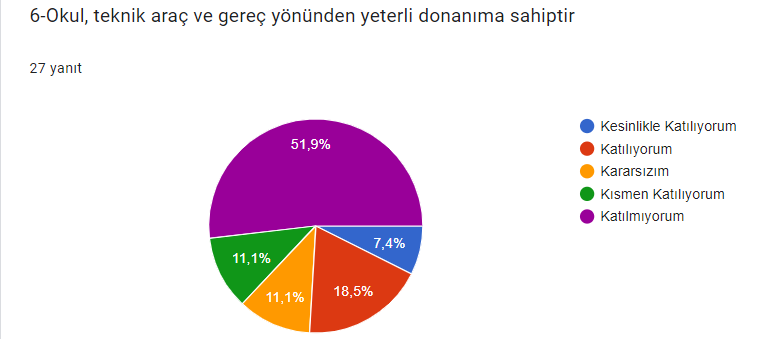 6-Okul, teknik araç ve gereç yönünden yeterli donanıma sahiptir
27 yanıt
51,9%
7,4%
18,5%
11,1%
11,1%
Kesinlikle Katılıyorum
Katılıyorum
Kararsızım
Kısmen Katılıyorum
Katılmıyorum